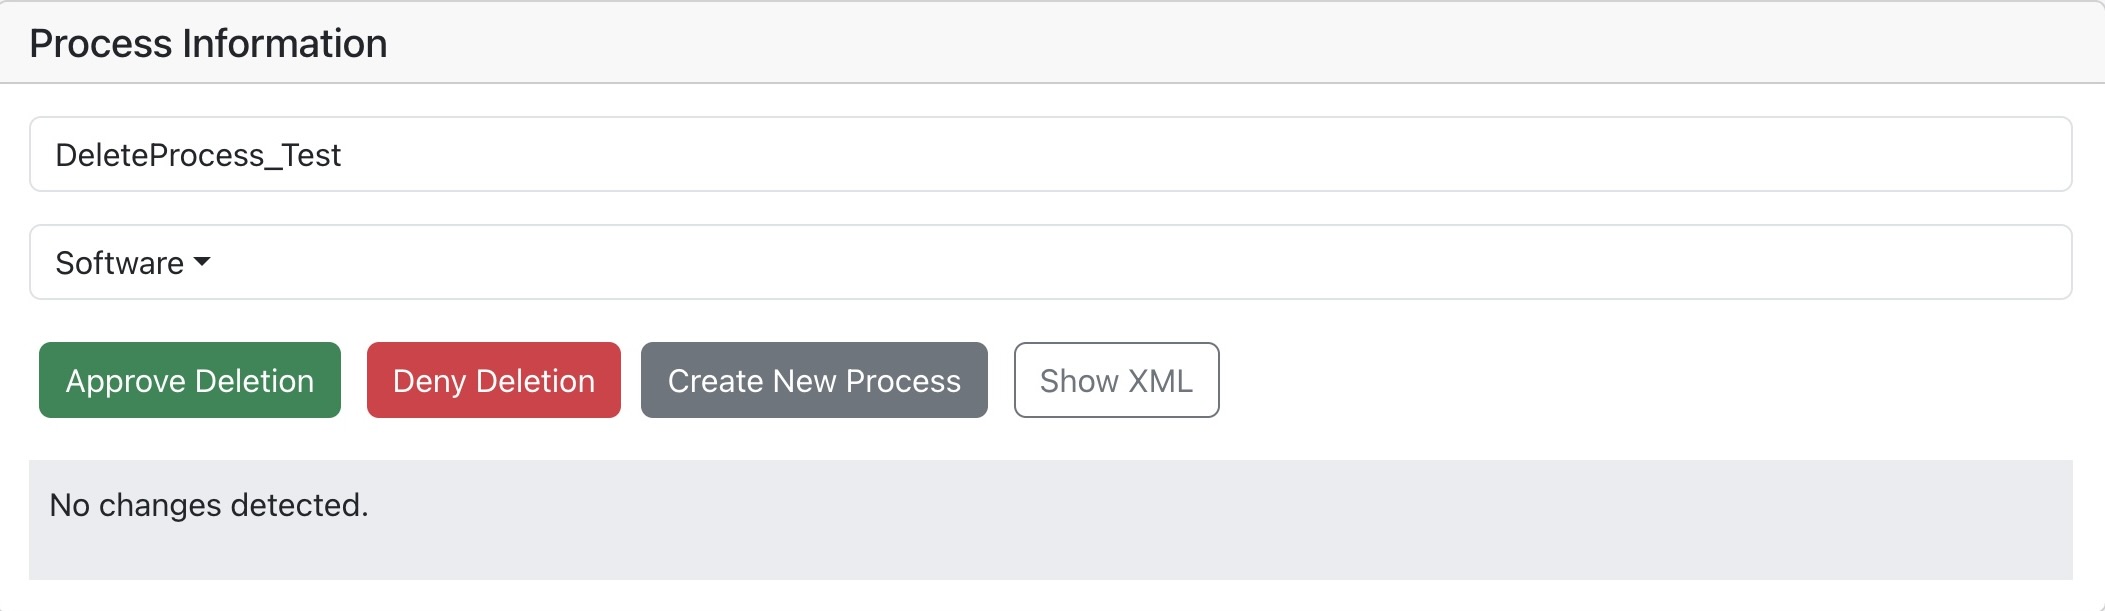 Process Information
DeleteProcess_Test
Software
Approve Deletion Deny Deletion Create New Process Show XML
No changes detected.